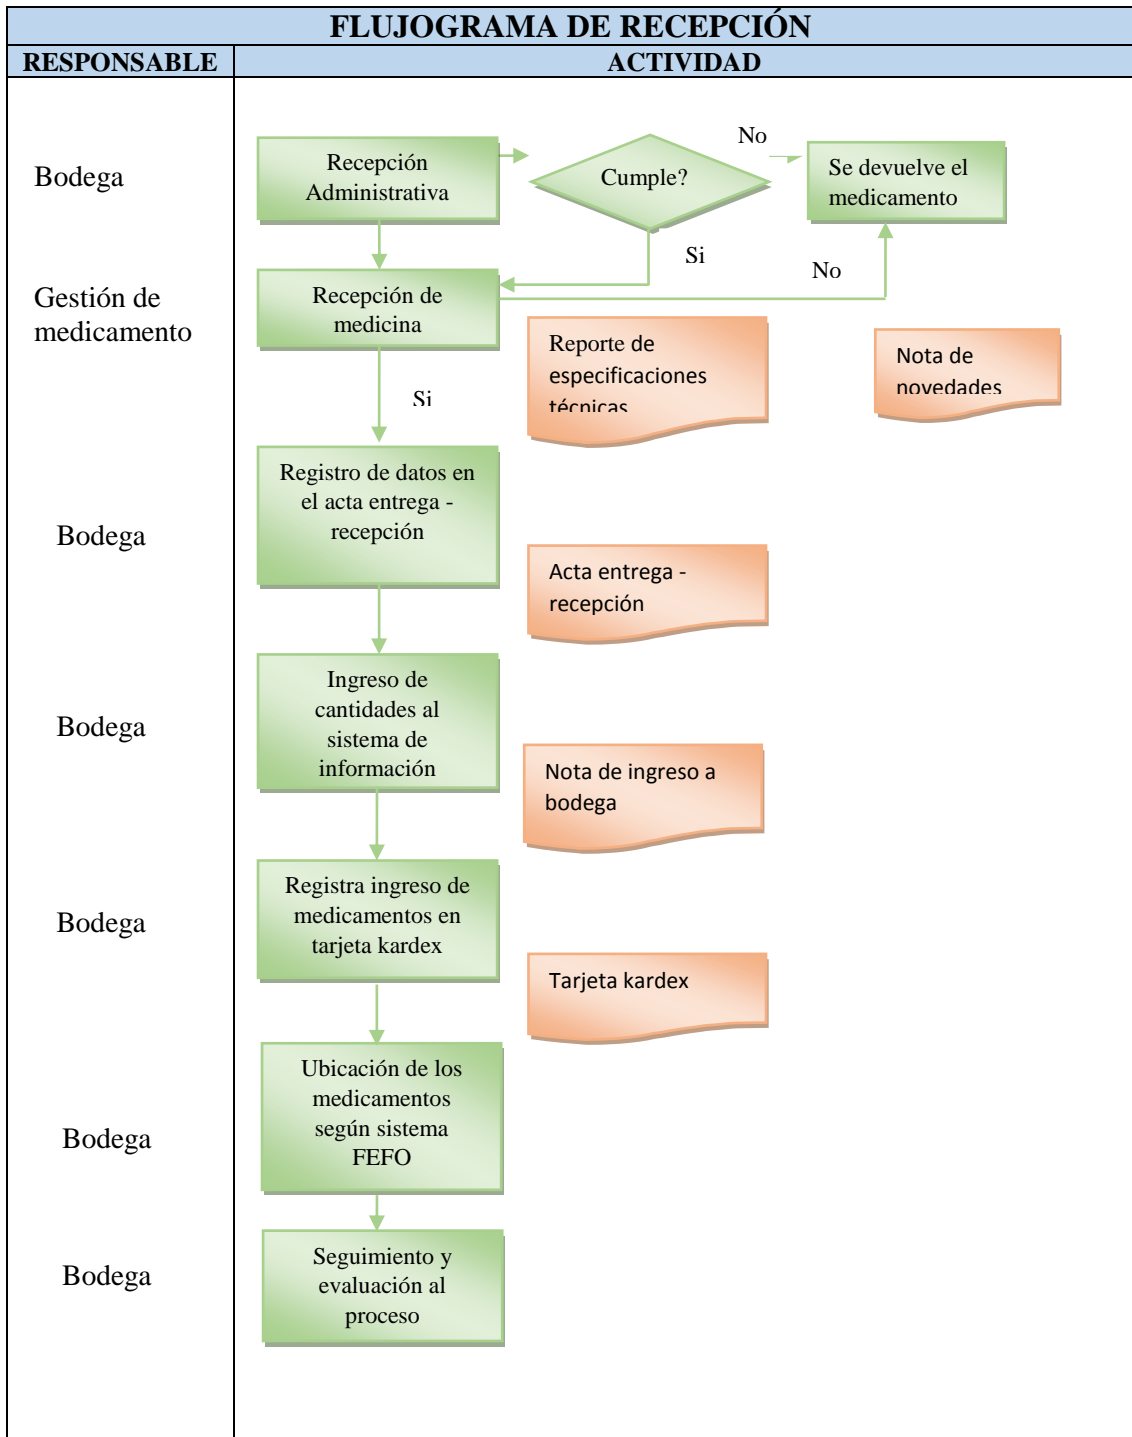 FLUJOGRAMA DE RECEPCIÓN
RESPONSABLE
ACTIVIDAD
Bodega
Recepción
Administrativa
Cumple?
No
Se devuelve el
medicamento
Si
No
Gestión de
medicamento
Recepción de
medicina
Reporte de
especificaciones
técnicas
Nota de
novedades
Si
Bodega
Registro de datos en
el acta entrega -
recepción
Acta entrega -
recepción
Bodega
Ingreso de
cantidades al
sistema de
información
Nota de ingreso a
bodega
Bodega
Registra ingreso de
medicamentos en
tarjeta kardex
Tarjeta kardex
Bodega
Ubicación de los
medicamentos
según sistema
FEFO
Bodega
Seguimiento y
evaluación al
proceso